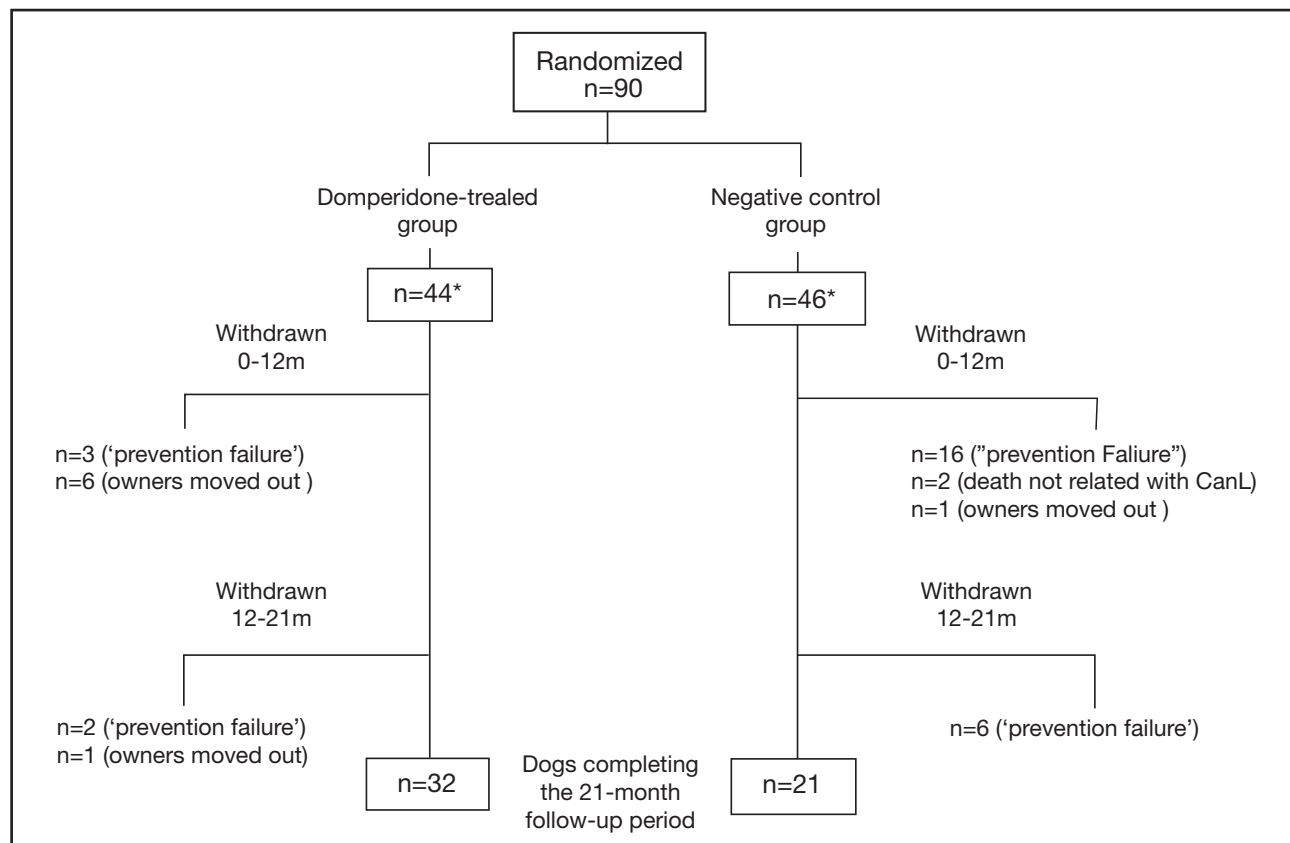 Randomized
n=90
Domperidone-trealed
group
Negative control
group
n=44*
n=46*
Withdrawn
0-12m
Withdrawn
0-12m
n=3 (‘prevention failure’)
n=6 (owners moved out )
n=16 (”prevention Faliure”)
n=2 (death not related with CanL)
n=1 (owners moved out )
Withdrawn
12-21m
Withdrawn
12-21m
n=2 (‘prevention failure’)
n=1 (owners moved out)
n=6 (‘prevention failure’)
n=32
Dogs completing
the 21-month
follow-up period
n=21